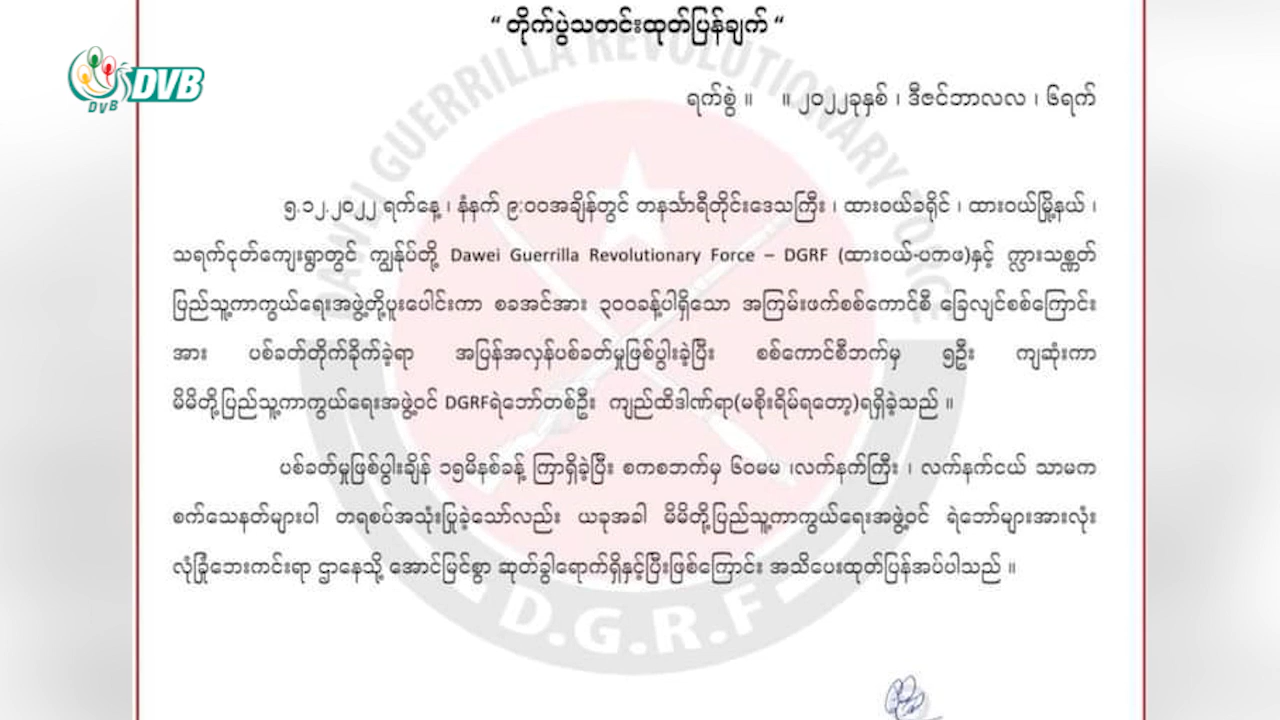 “ တိုက်ပွဲသတင်းထုတ်ပြန်ချက် “
DVB
DVB
ရက်စွဲ ။ ။ ၂၀၂၂ခုနှစ် ၊ ဒီဇင်ဘာလလ ၊ ၆ရက်
၅.၁၂.၂၀၂၂ ရက်နေ့ ၊ နံနက် ၉:၀၀အချိန်တွင် တနင်္သာရီတိုင်းဒေသကြီး ၊ ထားဝယ်ခရိုင် ၊ ထားဝယ်မြို့နယ် ၊
သရက်ငုတ်ကျေးရွာတွင် ကျွန်ုပ်တို့ Dawei Guerrilla Revolutionary Force – DGRF (ထားဝယ်-ပကဖ)နှင့် ဂ္လားသဏ္ဏတ်
ပြည်သူ့ကာကွယ်ရေးအဖွဲ့တို့ပူးပေါင်းကာ စခအင်အား ၃၀၀ခန့်ပါရှိသော အကြမ်းဖက်စစ်ကောင်စီ ခြေလျင်စစ်ကြောင်း
အား ပစ်ခတ်တိုက်ခိုက်ခဲ့ရာ အပြန်အလှန်ပစ်ခတ်မှုဖြစ်ပွါးခဲ့ပြီး စစ်ကောင်စီဘက်မှ ၅ဦး ကျဆုံးကာ
မိမိတို့ပြည်သူ့ကာကွယ်ရေးအဖွဲ့ဝင် DGRFရဲဘော်တစ်ဦး ကျည်ထိဒါဏ်ရာ(မစိုးရိမ်ရတော့)ရရှိခဲ့သည် ။
ပစ်ခတ်မှုဖြစ်ပွါးချိန် ၁၅မိနစ်ခန့် ကြာရှိခဲ့ပြီး စကစဘက်မှ ၆၀မမ ၊လက်နက်ကြီး ၊ လက်နက်ငယ် သာမက
စက်သေနတ်များပါ တရစပ်အသုံးပြုခဲ့သော်လည်း ယခုအခါ မိမိတို့ပြည်သူ့ကာကွယ်ရေးအဖွဲ့ဝင် ရဲဘော်များအားလုံး
လုံခြုံဘေးကင်းရာ ဌာနေသို့ အောင်မြင်စွာ ဆုတ်ခွါရောက်ရှိနှင့်ပြီးဖြစ်ကြောင်း အသိပေးထုတ်ပြန်အပ်ပါသည် ။
GUERRILLA REVOLUTIONARY
D.G.R.F